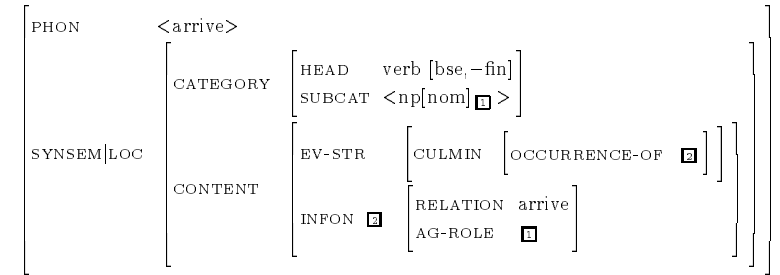 PHON <arrive>
HEAD verb [bse,−fin]
CATEGORY
SUBCAT <np[nom] 1 >
SYNSEM|LOC
EV-STR CULMIN OCCURRENCE-OF 2
CONTENT
RELATION arrive
INFON 2
AG-ROLE 1